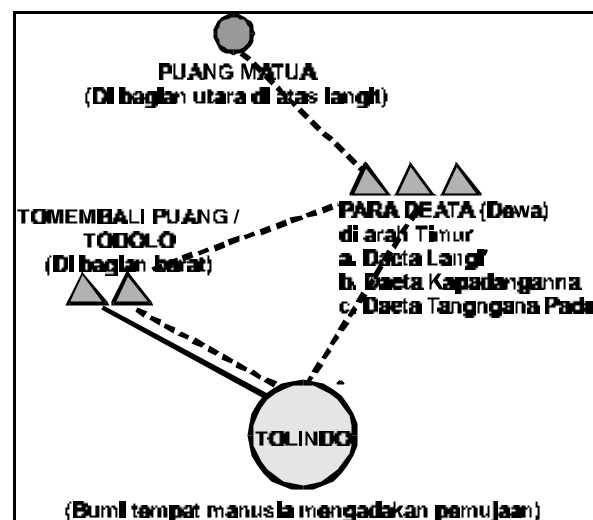 PUANG MATUA
(Di bagian utara di atas langit)
TOMEMBALI PUANG /
TODOLO
(Di bagian barat)
PARA DEATA (Dewa)
di arah Timur
a. Daeta Langi'
b. Daeta Kapadanganna
c. Daeta Tangngana Pada
TOLINDO
(Bumi tempat manusia mengadakan pemujaan)